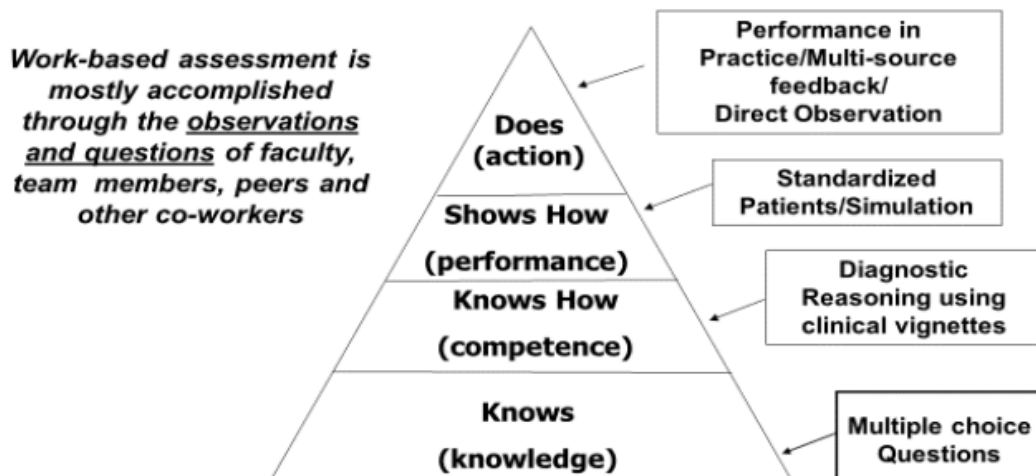 Work-based assessment is
mostly accomplished
through the observations
and questions of faculty,
team members, peers and
other co-workers
Does
(action)
Shows How
(performance)
Knows How
(competence)
Knows
(knowledge)
Performance in
Practice/Multi-source
feedback/
Direct Observation
Standardized
Patients/Simulation
Diagnostic
Reasoning using
clinical vignettes
Multiple choice
Questions